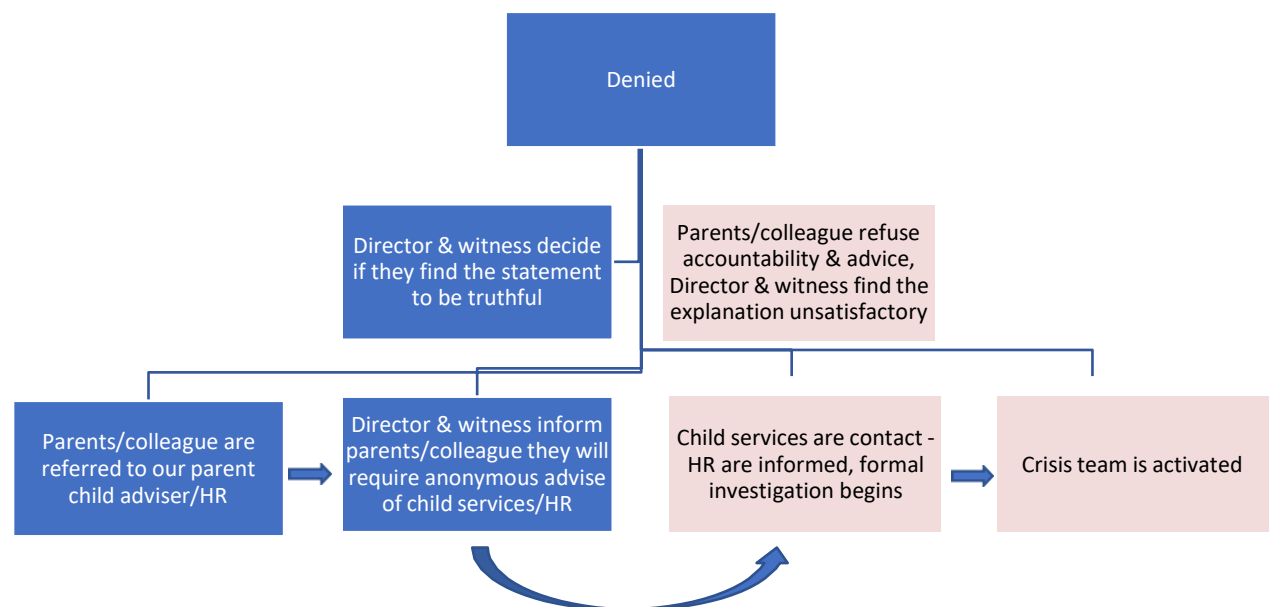 Denied
Director & witness decide
if they find the statement
to be truthful
Parents/colleague refuse
accountability & advice,
Director & witness find the
explanation unsatisfactory
Parents/colleague are
referred to our parent
child adviser/HR
Director & witness inform
parents/colleague they will
require anonymous advise
of child services/HR
Child services are contact -
HR are informed, formal
investigation begins
Crisis team is activated